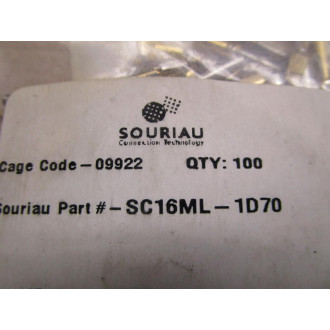 SOURIAU
Connection Technology
Cage Code-09922 QTY: 100
Souriau Part #-SC16ML-1D70